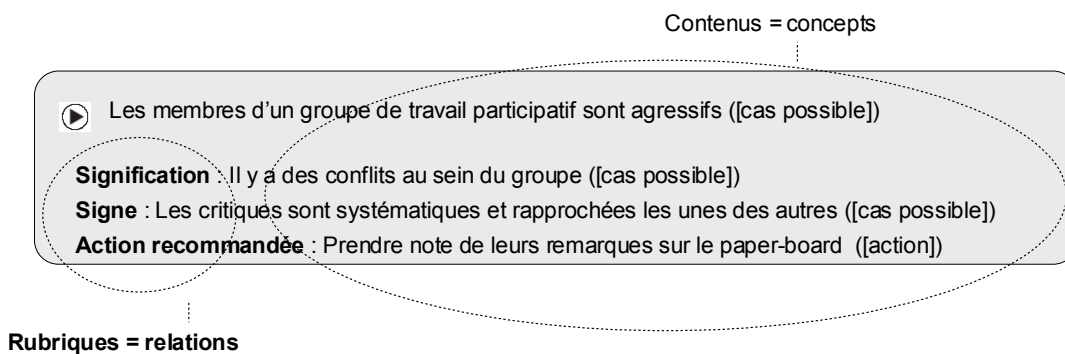 Contenus = concepts
Les membres d'un groupe de travail participatif sont agressifs ([cas possible])
Signification : Il y a des conflits au sein du groupe ([cas possible])
Signe : Les critiques sont systématiques et rapprochées les unes des autres ([cas possible])
Action recommandée : Prendre note de leurs remarques sur le paper-board ([action])
Rubriques = relations